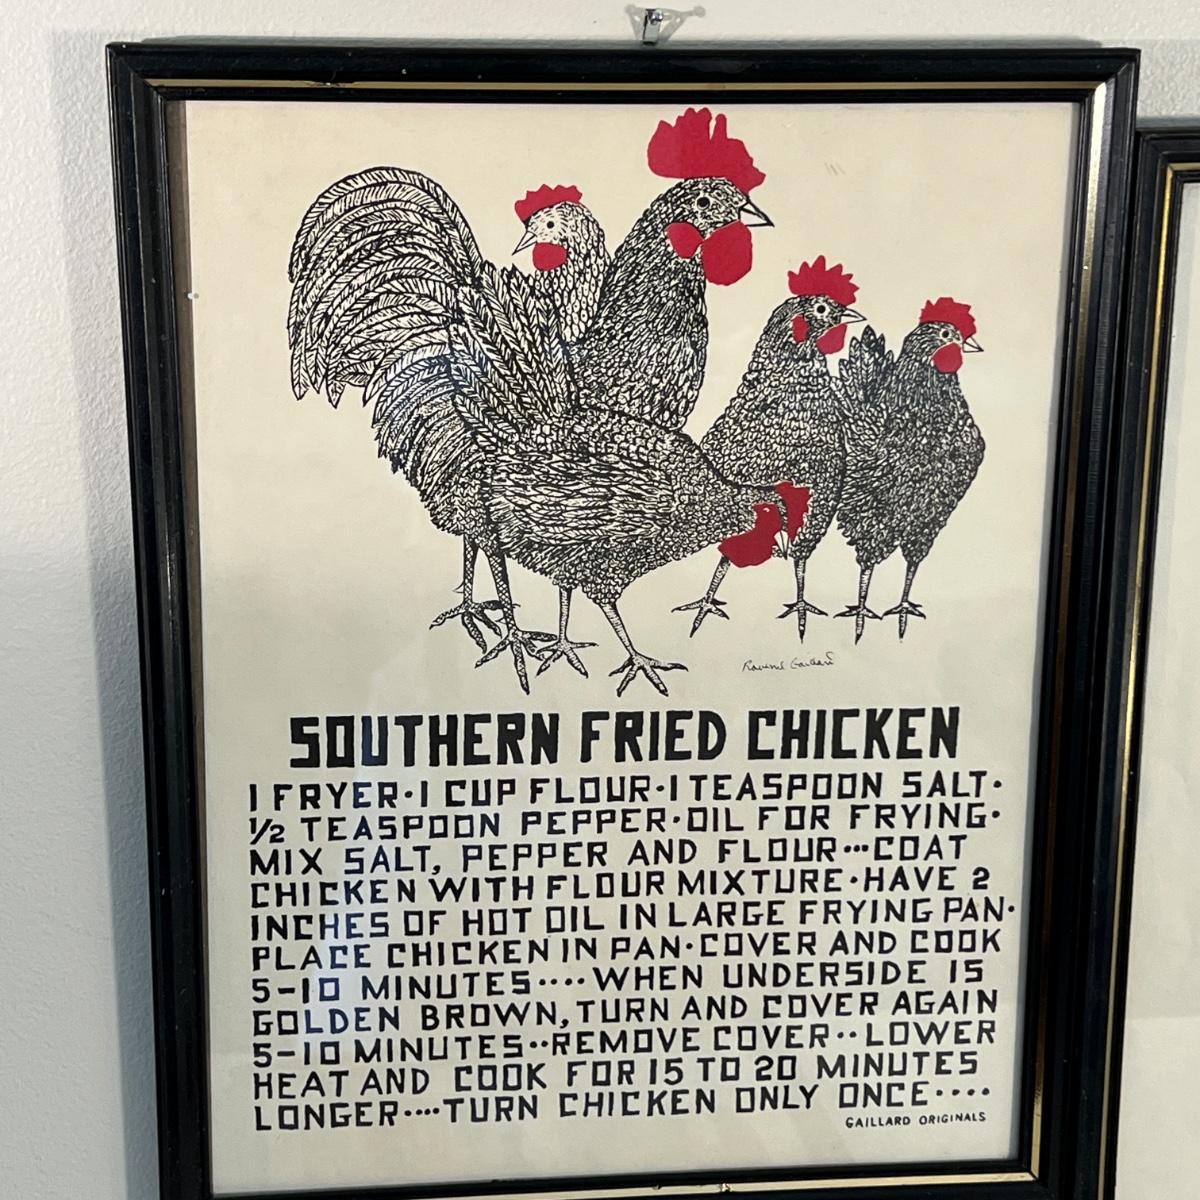 SOUTHERN FRIED CHICKEN
1 FRYER·1 CUP FLOUR·1 TEASPOON SALT·
½ TEASPOON PEPPER·OIL FOR FRYING·
MIX SALT, PEPPER AND FLOUR···COAT
CHICKEN WITH FLOUR MIXTURE·HAVE 2
INCHES OF HOT OIL IN LARGE FRYING PAN·
PLACE CHICKEN IN PAN·COVER AND COOK
5-10 MINUTES····WHEN UNDERSIDE IS
GOLDEN BROWN, TURN AND COVER AGAIN
5-10 MINUTES··REMOVE COVER··LOWER
HEAT AND COOK FOR 15 TO 20 MINUTES
LONGER····TURN CHICKEN ONLY ONCE····
GAILLARD ORIGINALS